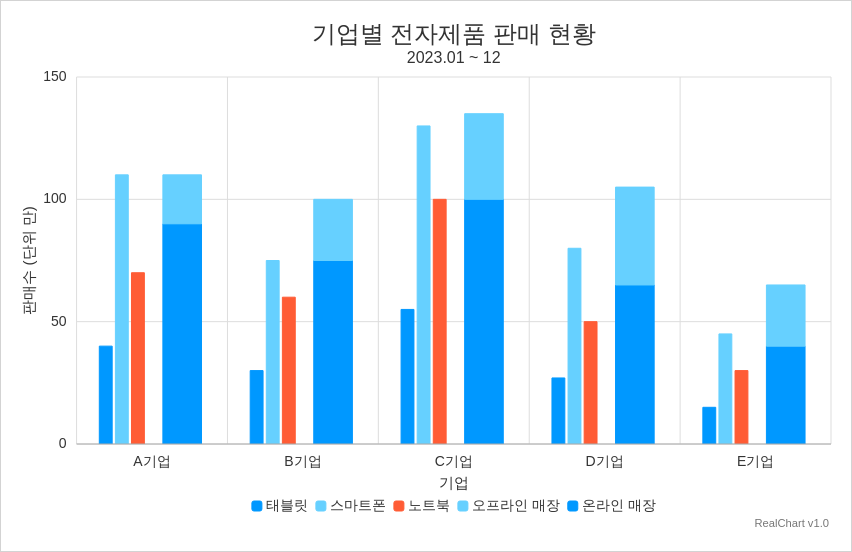 기업별 전자제품 판매 현황
2023.01 ~ 12
150
100
50
0
판매수 (단위 만)
A기업 B기업 C기업 D기업 E기업
기업
태블릿 스마트폰 노트북 오프라인 매장 온라인 매장
RealChart v1.0